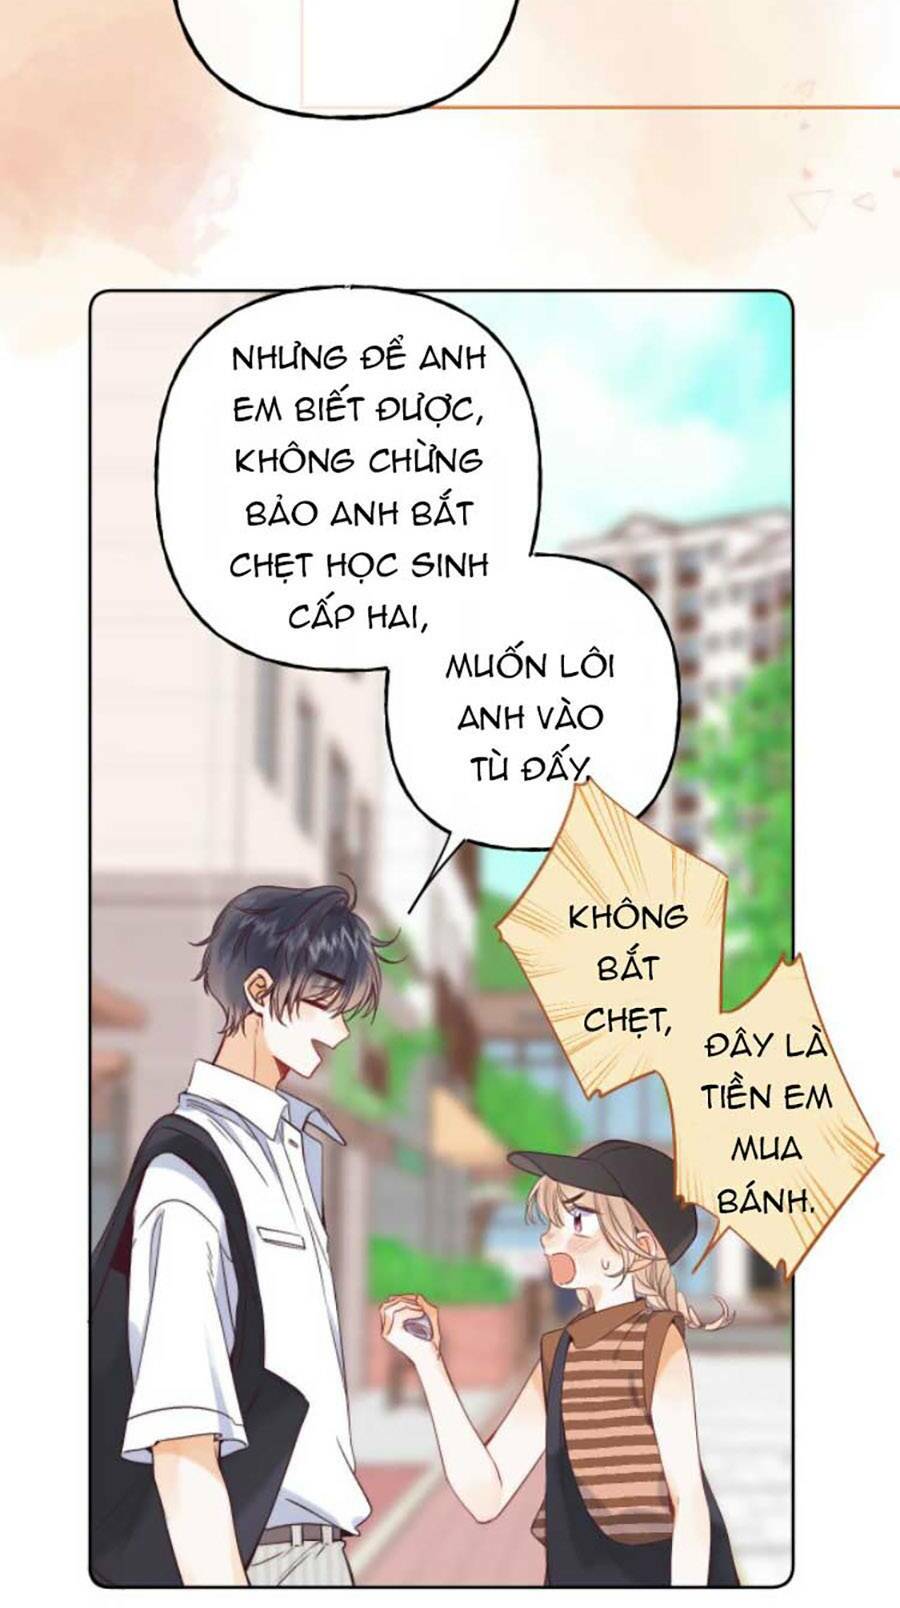 NHƯNG ĐỂ ANH
EM BIẾT ĐƯỢC,
KHÔNG CHỪNG
BẢO ANH BẮT
CHẸT HỌC SINH
CẤP HAI,
MUỐN LÔI
ANH VÀO
TÙ ĐẤY.
KHÔNG
BẮT
CHẸT,
ĐÂY LÀ
TIỀN EM
MUA
BÁNH.